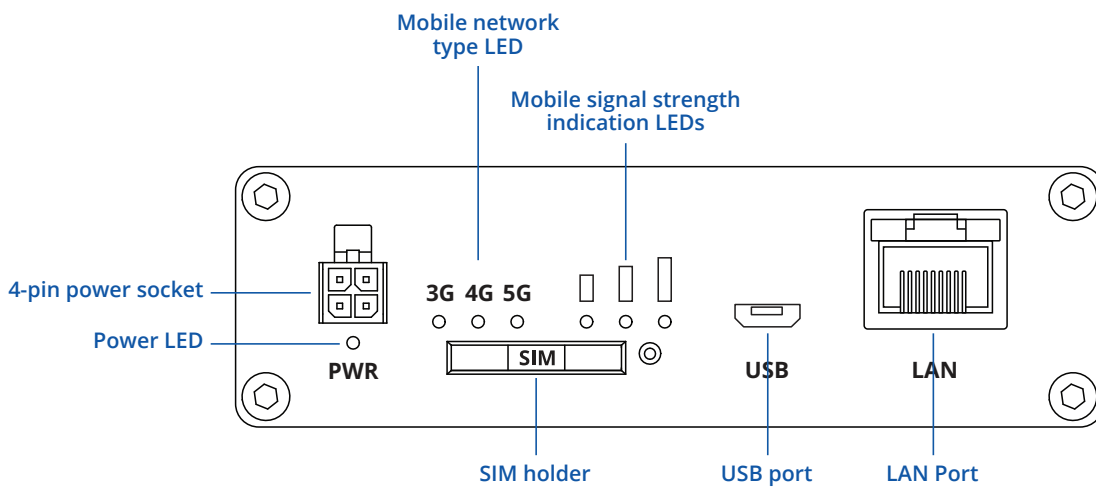 Mobile network
type LED
Mobile signal strength
indication LEDs
4-pin power socket
3G 4G 5G
Power LED
PWR
SIM
USB
LAN
SIM holder
USB port
LAN Port